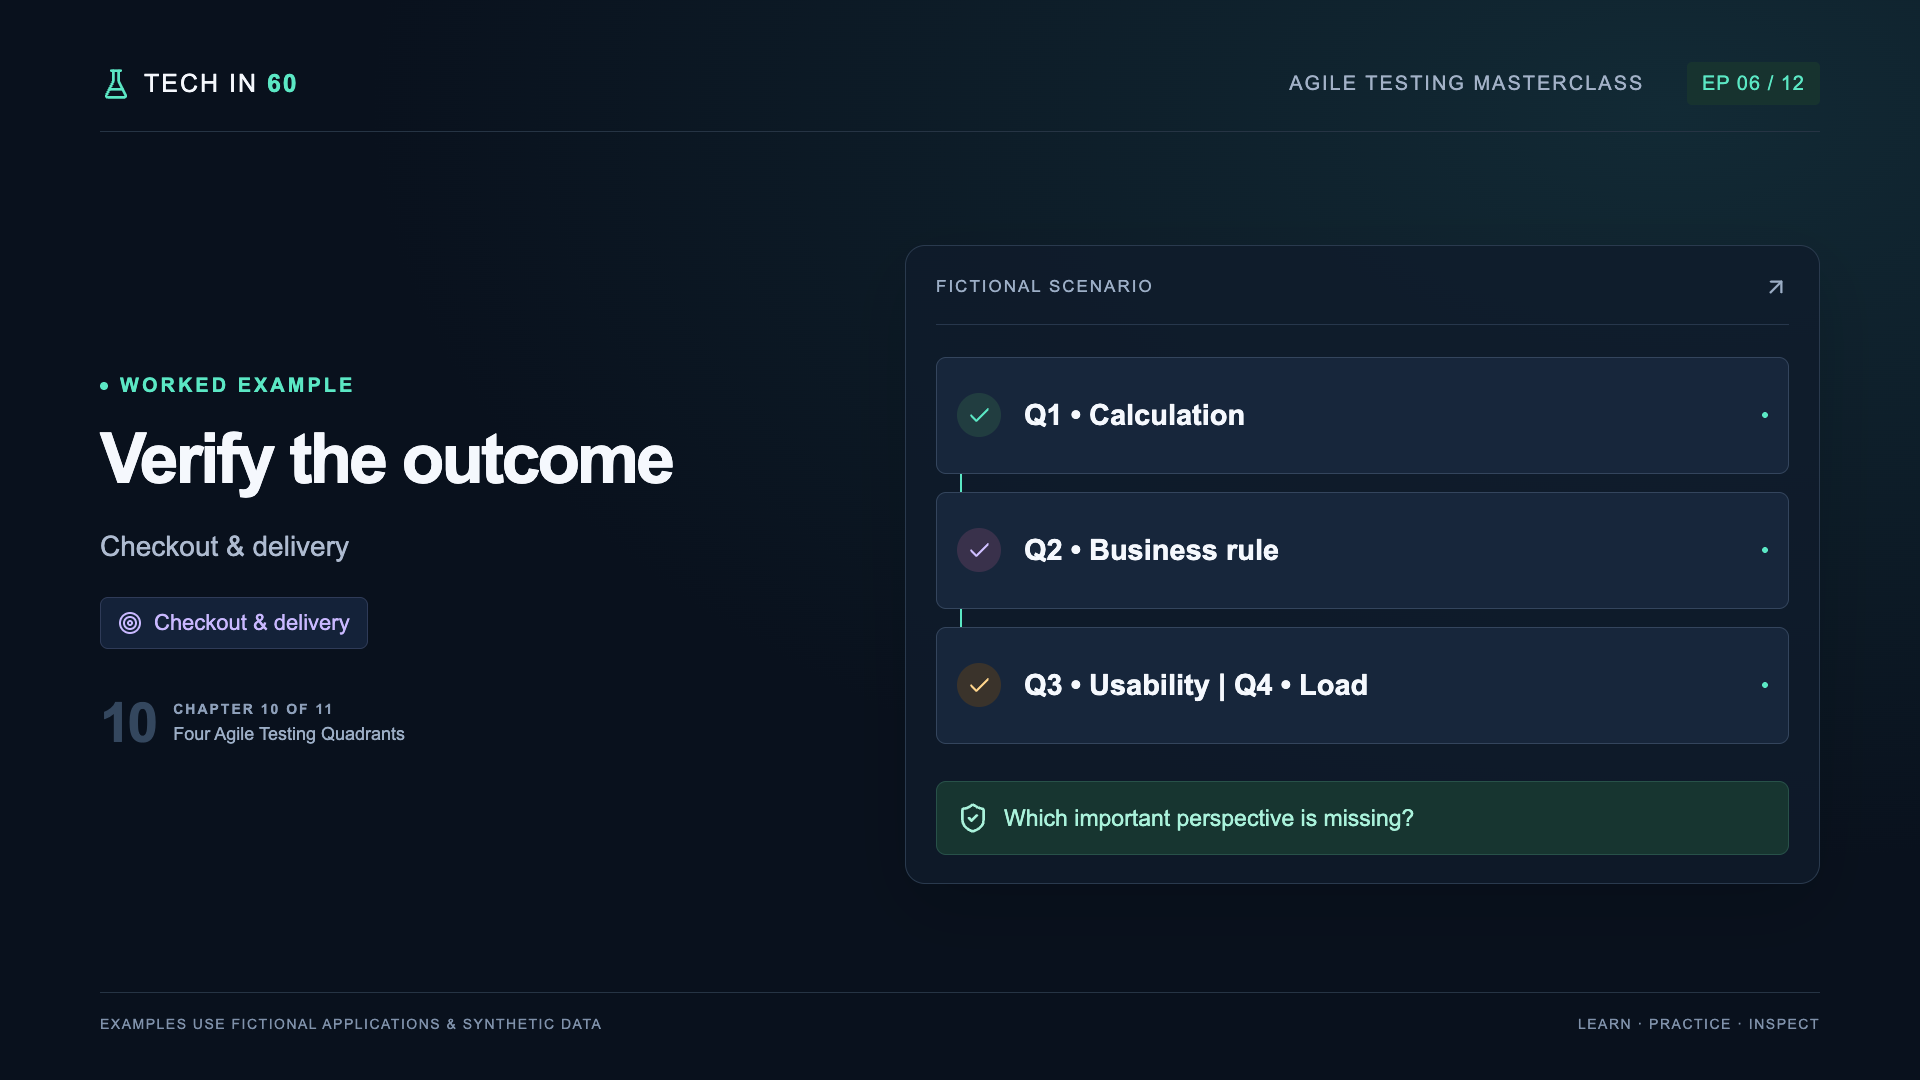 TECH IN 60
AGILE TESTING MASTERCLASS
EP 06 / 12
• WORKED EXAMPLE
Verify the outcome
Checkout & delivery
Checkout & delivery
10
CHAPTER 10 OF 11
Four Agile Testing Quadrants
FICTIONAL SCENARIO
Q1 • Calculation
Q2 • Business rule
Q3 • Usability | Q4 • Load
Which important perspective is missing?
EXAMPLES USE FICTIONAL APPLICATIONS & SYNTHETIC DATA
LEARN · PRACTICE · INSPECT